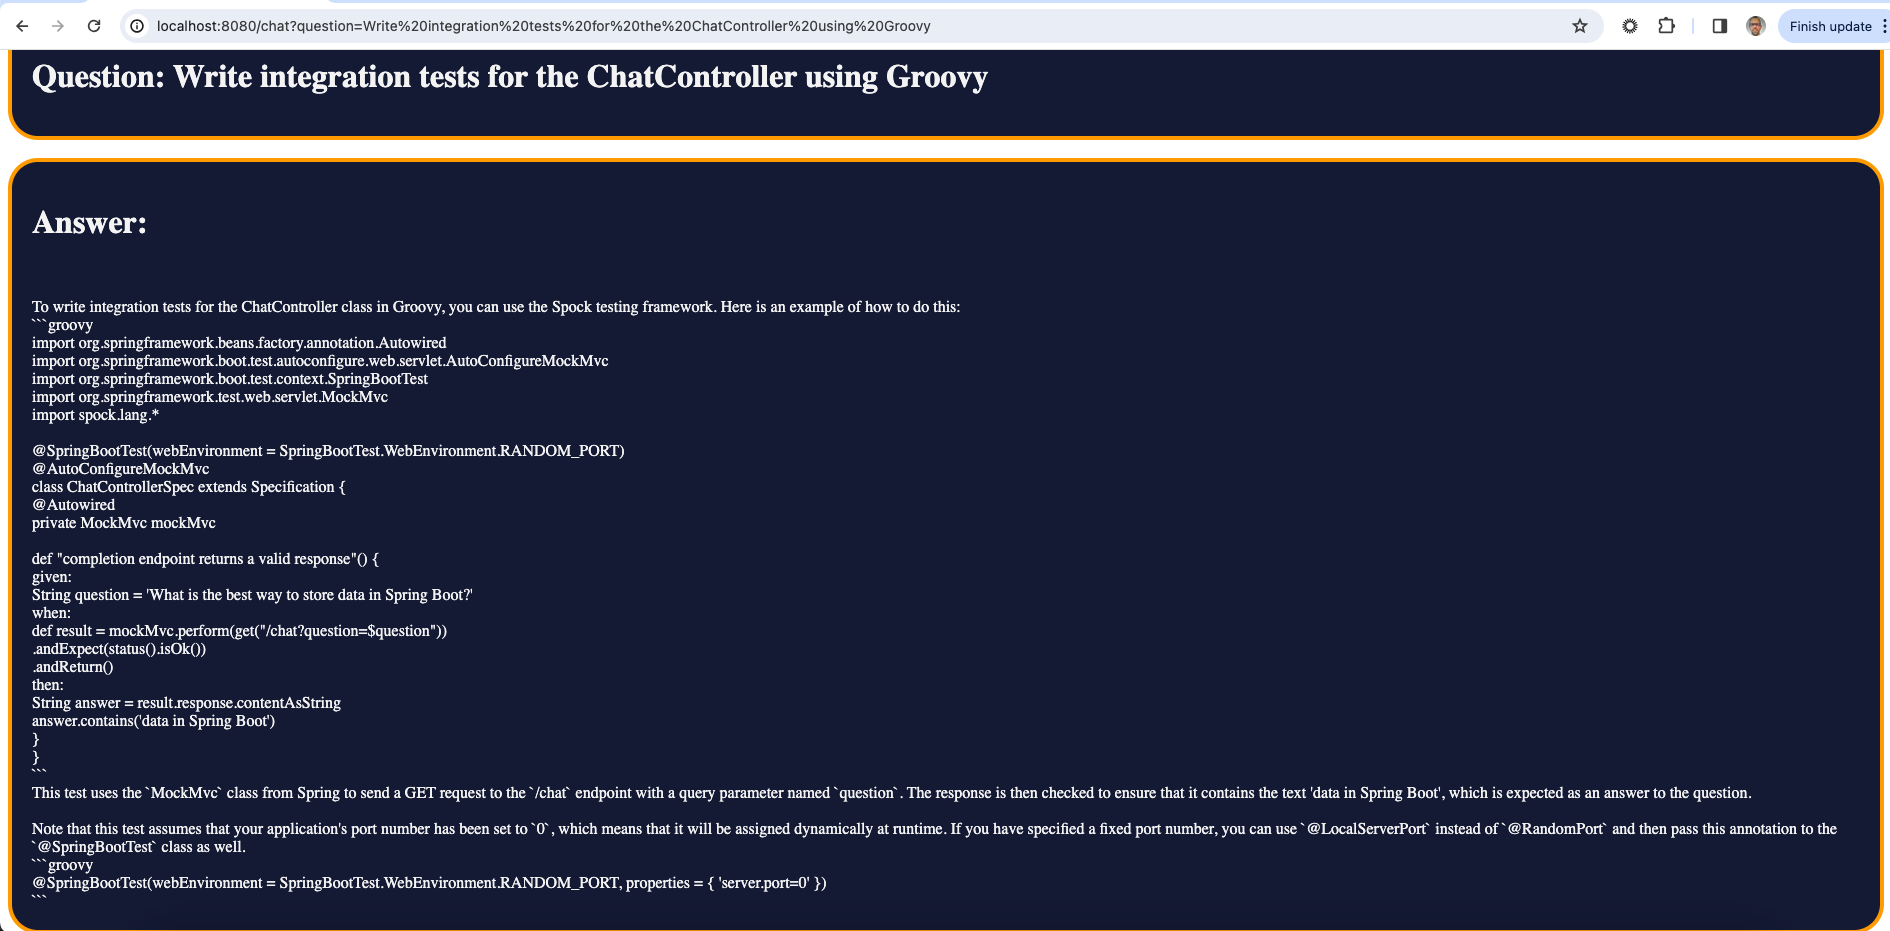 localhost:8080/chat?question=Write%20integration%20tests%20for%20the%20ChatController%20using%20Groovy
Finish update
Question: Write integration tests for the ChatController using Groovy
Answer:
To write integration tests for the ChatController class in Groovy, you can use the Spock testing framework. Here is an example of how to do this:
```groovy
import org.springframework.beans.factory.annotation.Autowired
import org.springframework.boot.test.autoconfigure.web.servlet.AutoConfigureMockMvc
import org.springframework.boot.test.context.SpringBootTest
import org.springframework.test.web.servlet.MockMvc
import spock.lang.*
@SpringBootTest(webEnvironment = SpringBootTest.WebEnvironment.RANDOM_PORT)
@AutoConfigureMockMvc
class ChatControllerSpec extends Specification {
@Autowired
private MockMvc mockMvc
def "completion endpoint returns a valid response"() {
given:
String question = 'What is the best way to store data in Spring Boot?'
when:
def result = mockMvc.perform(get("/chat?question=$question"))
.andExpect(status().isOk())
.andReturn()
then:
String answer = result.response.contentAsString
answer.contains('data in Spring Boot')
}
}
```
This test uses the `MockMvc` class from Spring to send a GET request to the `/chat` endpoint with a query parameter named `question`. The response is then checked to ensure that it contains the text 'data in Spring Boot', which is expected as an answer to the question.
Note that this test assumes that your application's port number has been set to `0`, which means that it will be assigned dynamically at runtime. If you have specified a fixed port number, you can use `@LocalServerPort` instead of `@RandomPort` and then pass this annotation to the
`@SpringBootTest` class as well.
```groovy
@SpringBootTest(webEnvironment = SpringBootTest.WebEnvironment.RANDOM_PORT, properties = { 'server.port=0' })
```